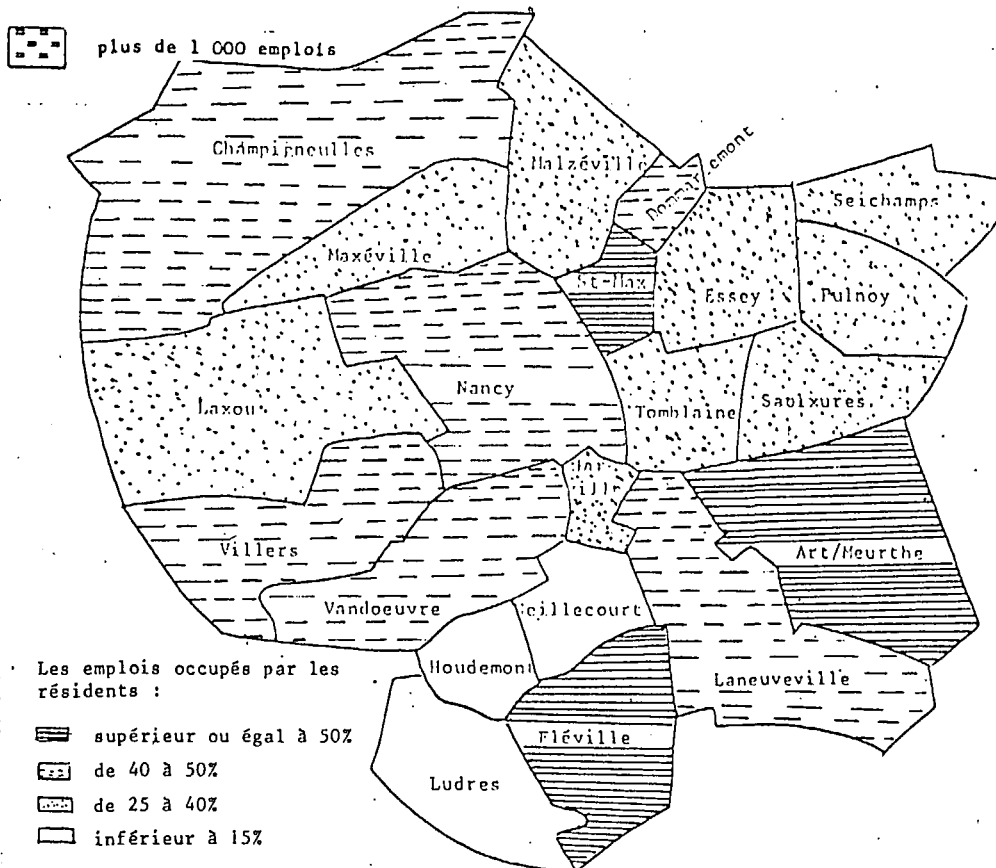 plus de 1 000 emplois
Champigneulles
Malzéville
Seichamps
Maxéville
St-Max
Essey
Pulnoy
Laxou
Nancy
Tomblaine
Saulxures
Villers
Art/Meurthe
Vandoeuvre
Houdemont
Laneuveville
Fléville
Ludres
Les emplois occupés par les
résidents :
supérieur ou égal à 50%
de 40 à 50%
de 25 à 40%
inférieur à 15%